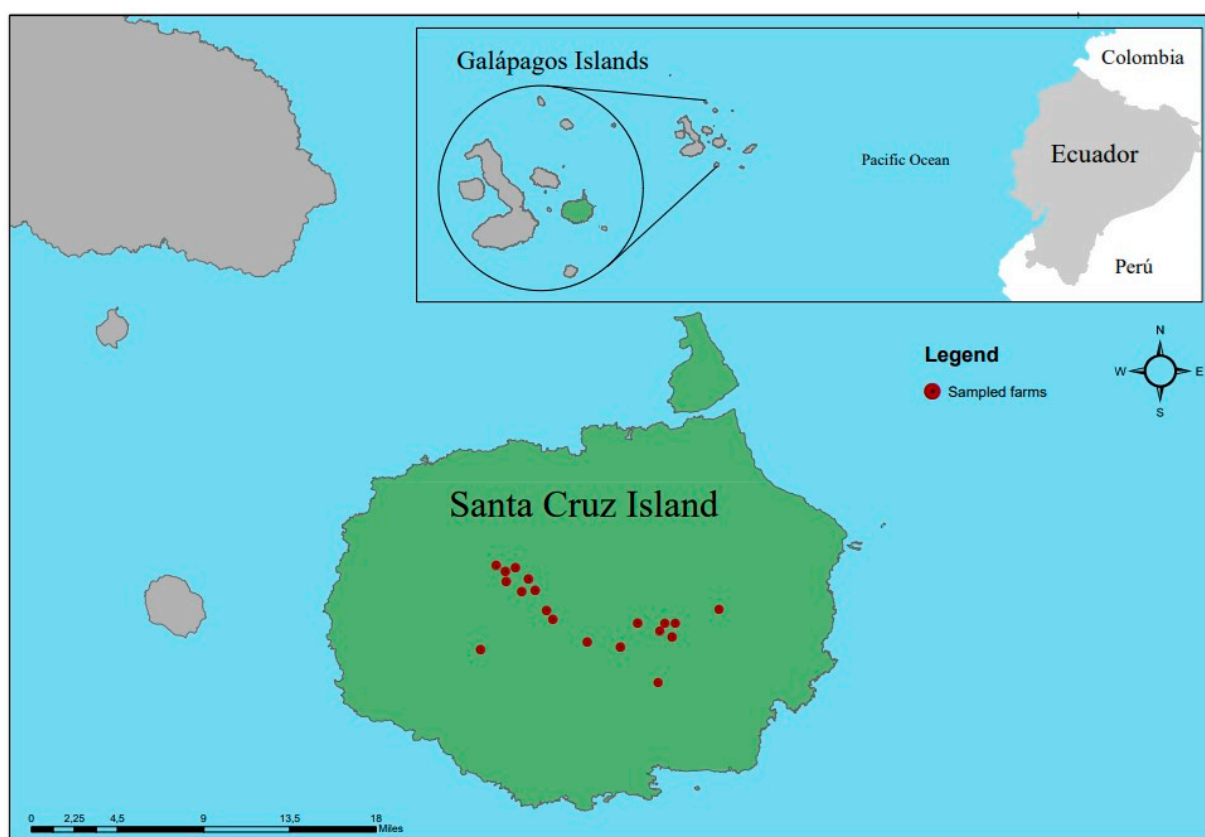 Galápagos Islands
Colombia
Ecuador
Pacific Ocean
Perú
Legend
Sampled farms
N
W
E
S
Santa Cruz Island
0 2,25 4,5 9 13,5 18
Miles